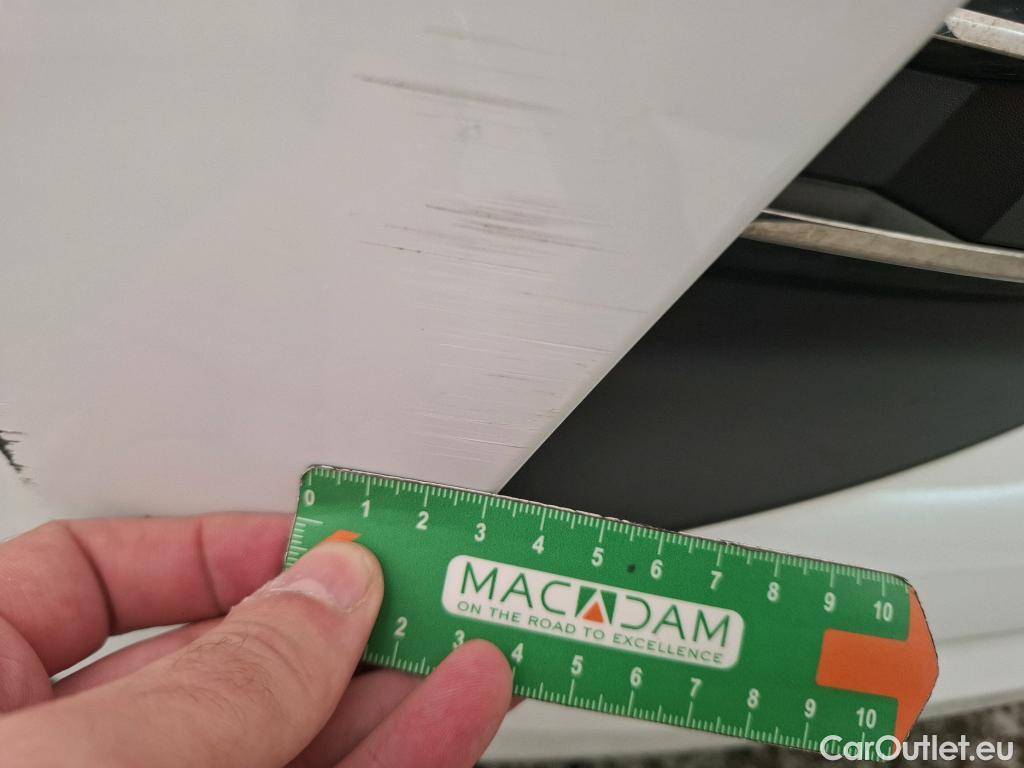 0 1 2 3 4 5 6 7 8 9 10
MACADAM
ON THE ROAD TO EXCELLENCE
2 3 4 5 6 7 8 9 10
CarOutlet.eu